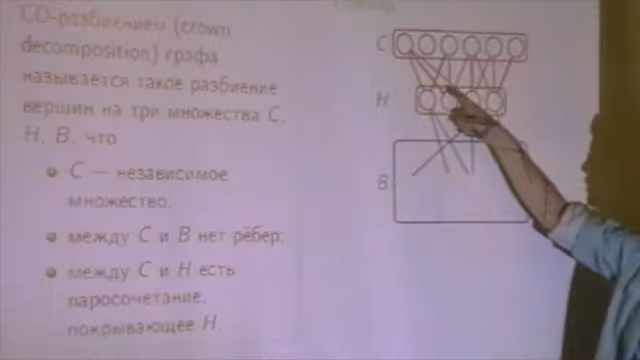 СО-разбиением (crown
decomposition) графа
называется такое разбиение
вершин на три множества C,
H, B, что
C — независимое
множество;
между C и B нет рёбер;
между C и H есть
паросочетание,
покрывающее H.
C
H
B